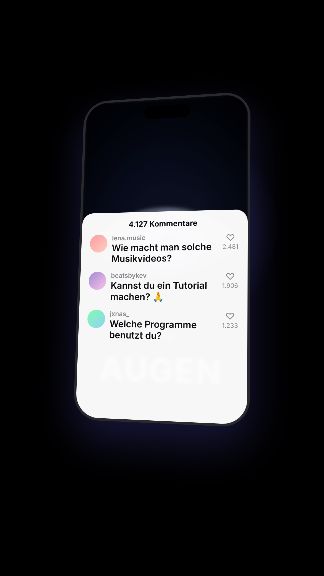 4.127 Kommentare
lena.music
Wie macht man solche
Musikvideos?
2.481
beatsbykev
Kannst du ein Tutorial
machen? 🙏
1.906
jxnas_
Welche Programme
benutzt du?
1.233
AUGEN